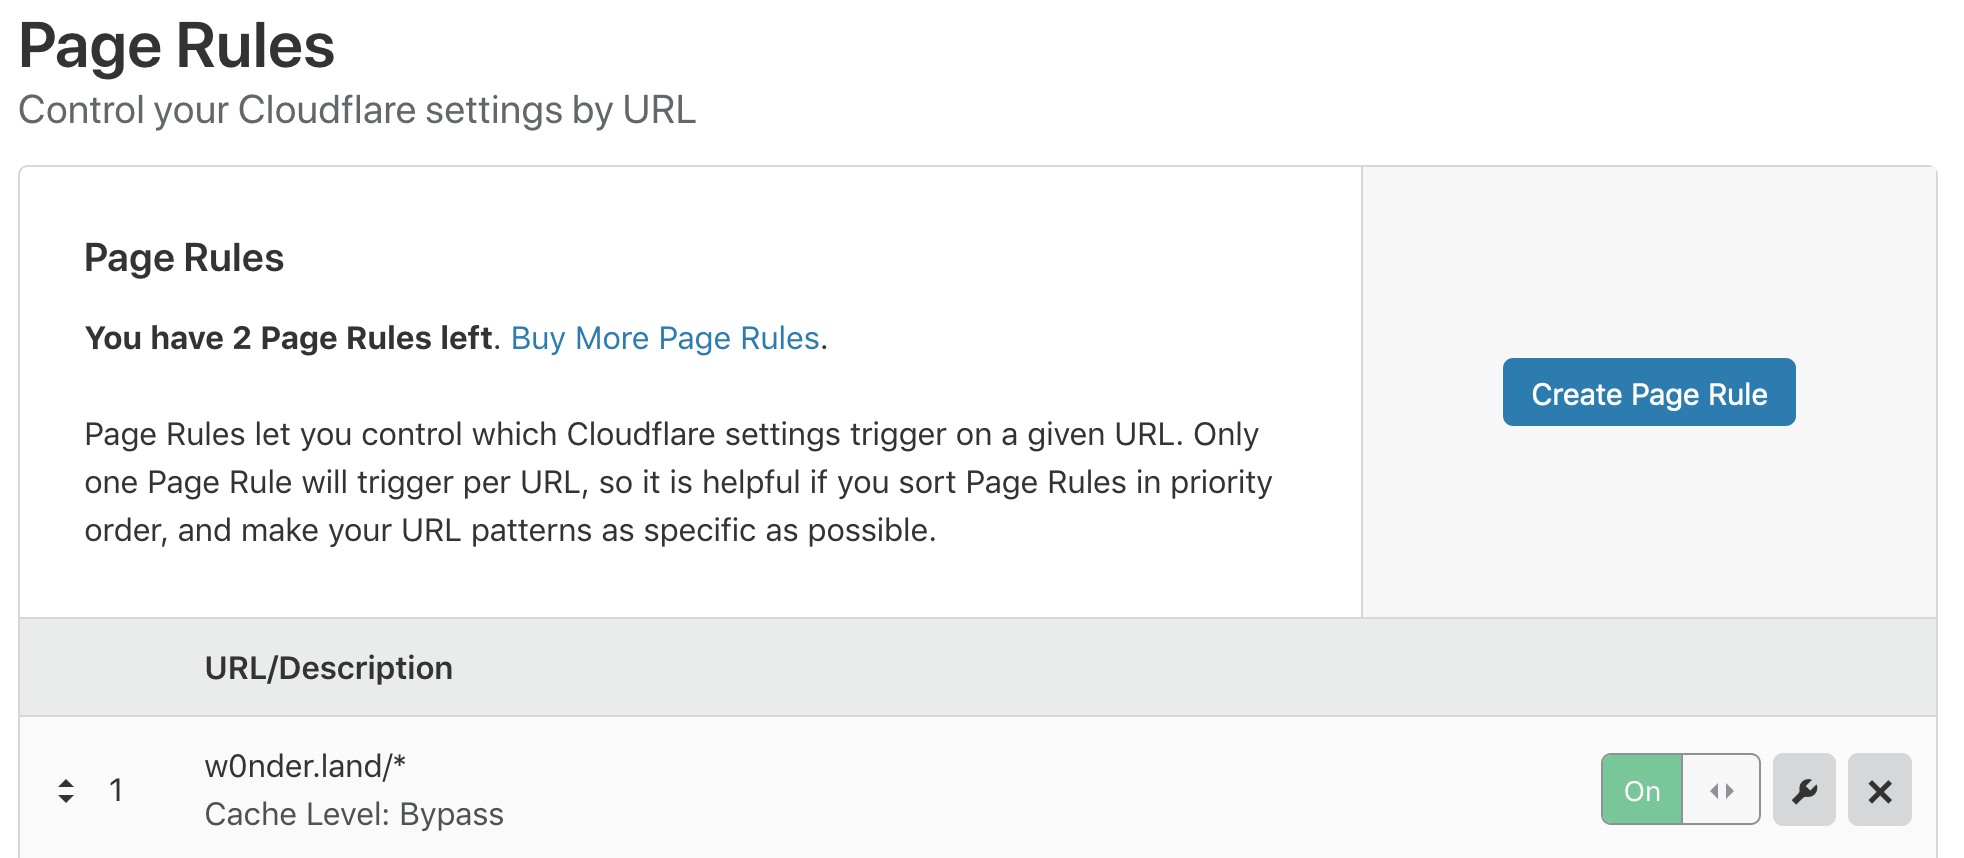 Page Rules
Control your Cloudflare settings by URL
Page Rules
You have 2 Page Rules left. Buy More Page Rules.
Page Rules let you control which Cloudflare settings trigger on a given URL. Only
one Page Rule will trigger per URL, so it is helpful if you sort Page Rules in priority
order, and make your URL patterns as specific as possible.
Create Page Rule
URL/Description
1
w0nder.land/*
Cache Level: Bypass
On